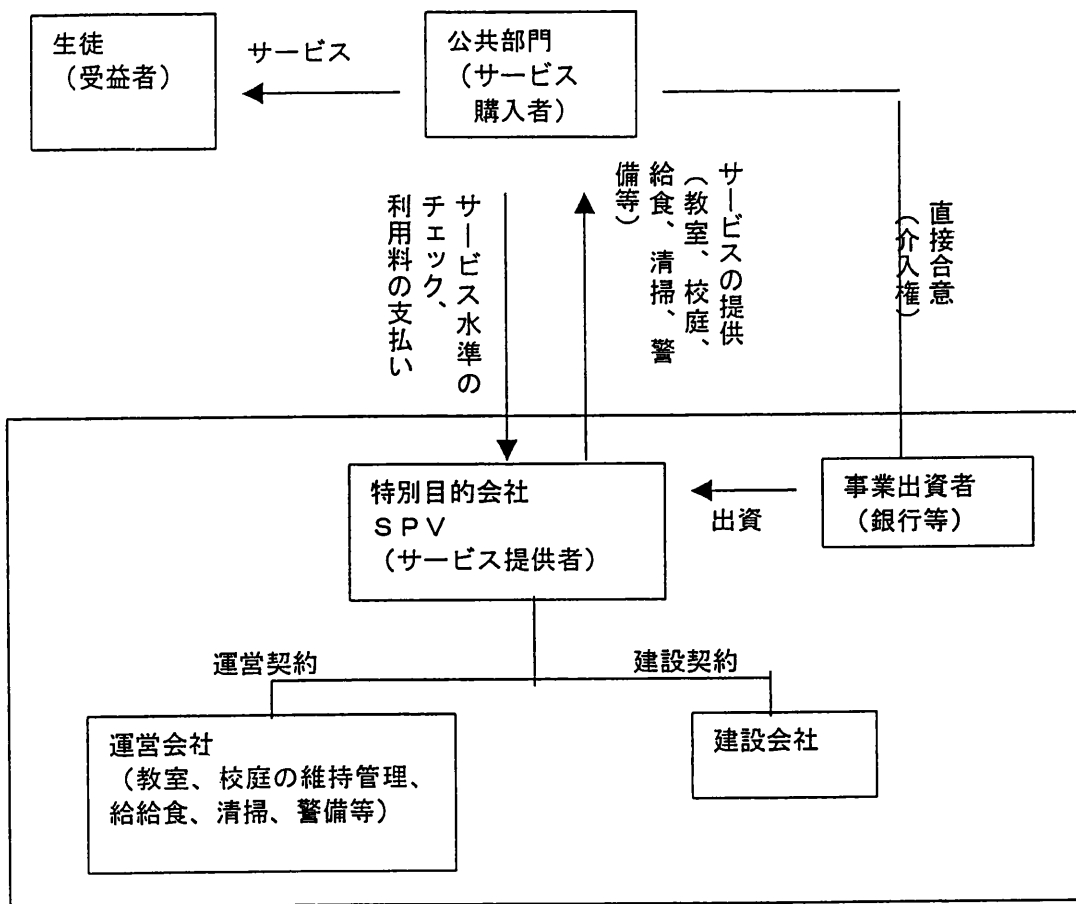 生徒
（受益者）
サービス
公共部門
（サービス
購入者）
サービス水準の
チェック、
利用料の支払い
サービスの提供
（教室、校庭、
給食、清掃、警
備等）
直接合意
（介入権）
特別目的会社
ＳＰＶ
（サービス提供者）
出資
事業出資者
（銀行等）
運営契約
建設契約
運営会社
（教室、校庭の維持管理、
給給食、清掃、警備等）
建設会社